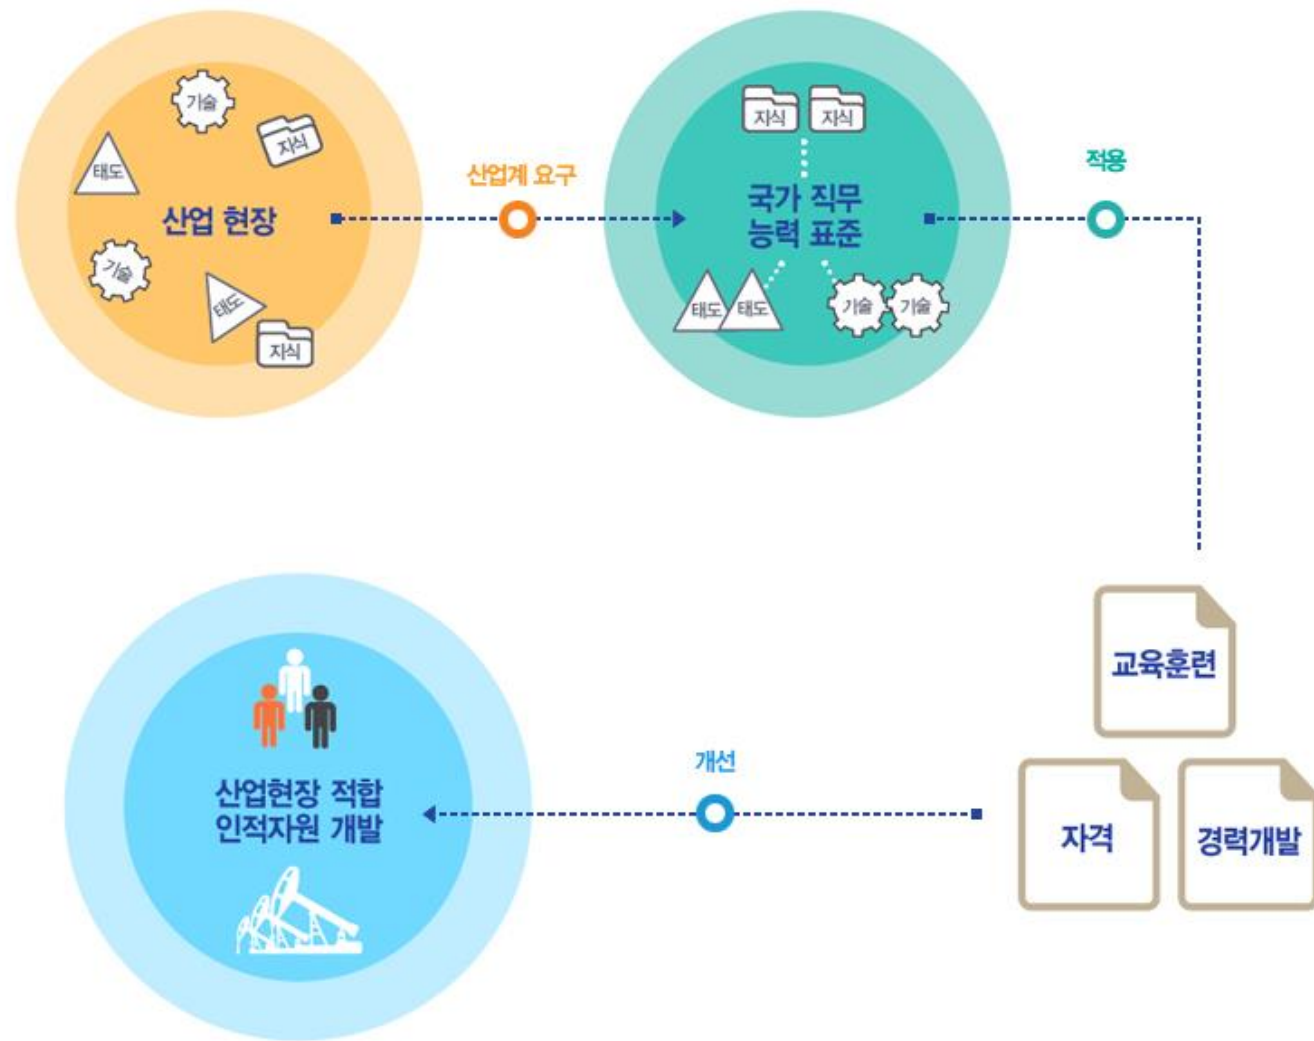 기술
지식
태도
산업 현장
기술
태도
지식
산업계 요구
지식 지식
국가 직무
능력 표준
태도 태도
기술 기술
적용
교육훈련
자격
경력개발
개선
산업현장 적합
인적자원 개발